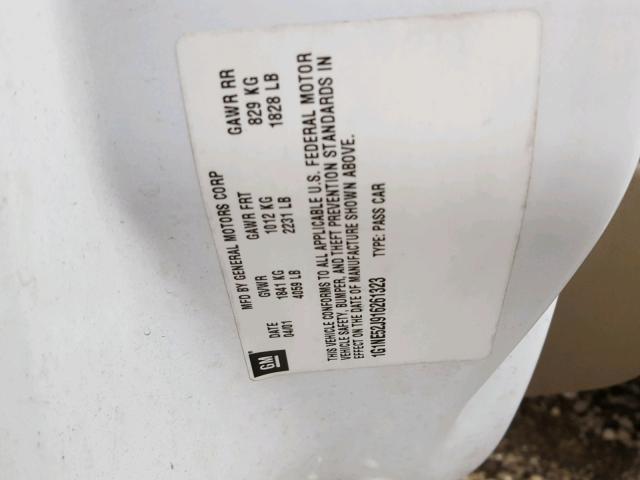 GM
MFD BY GENERAL MOTORS CORP
DATE GVWR GAWR FRT GAWR RR
04/01 1841 KG 1012 KG 829 KG
4059 LB 2231 LB 1828 LB
THIS VEHICLE CONFORMS TO ALL APPLICABLE U.S. FEDERAL MOTOR
VEHICLE SAFETY, BUMPER, AND THEFT PREVENTION STANDARDS IN
EFFECT ON THE DATE OF MANUFACTURE SHOWN ABOVE.
1G1NE52J916261323 TYPE: PASS CAR